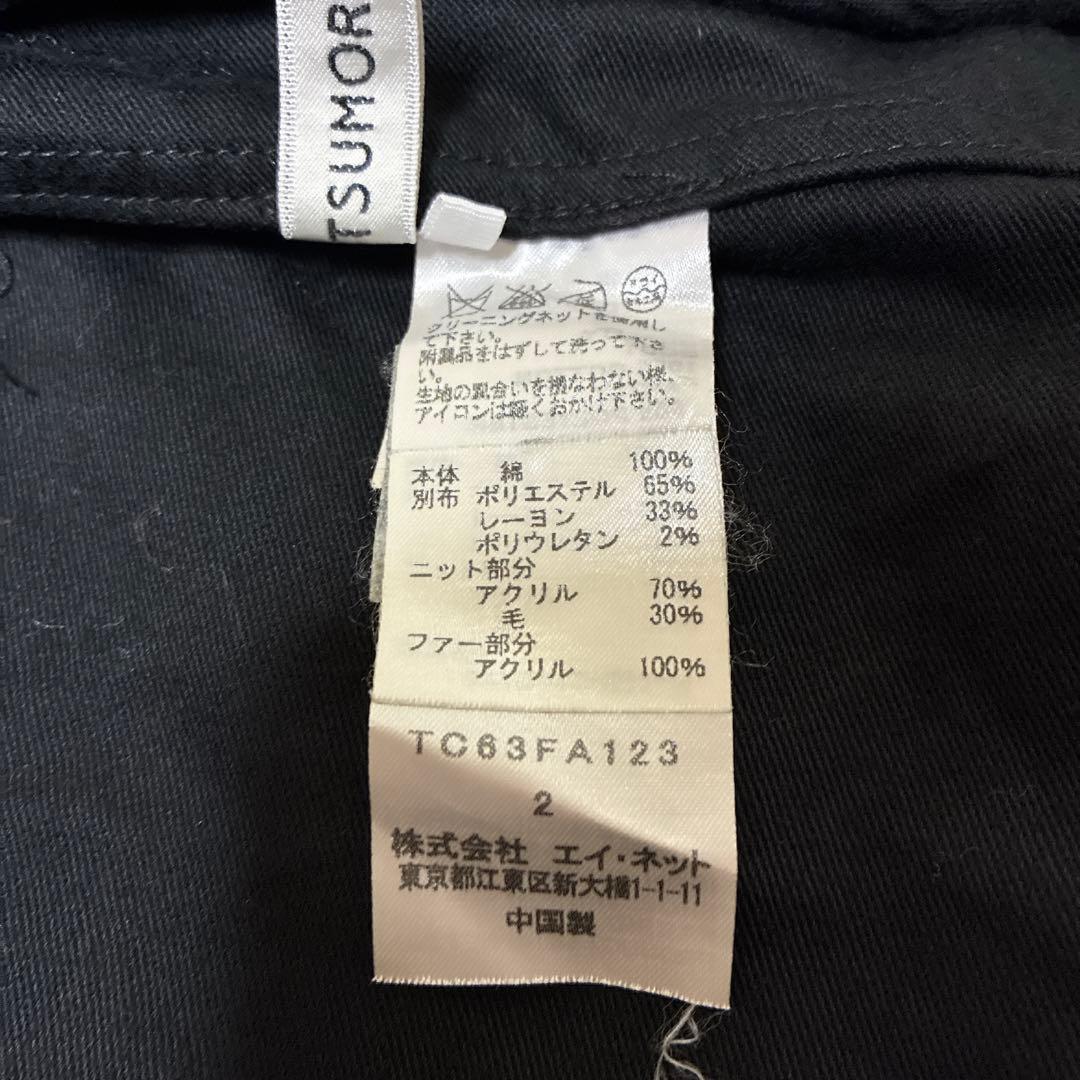 TSUMOR
クリーニングネットを使用し
て下さい。
附属品をはずして洗って下さ
い。
生地の風合いを損なわない様、
アイロンは軽くおかけ下さい。
本体 綿 100%
別布 ポリエステル 65%
レーヨン 33%
ポリウレタン 2%
ニット部分
アクリル 70%
毛 30%
ファー部分
アクリル 100%
TC63FA123
2
株式会社 エイ・ネット
東京都江東区新大橋1-1-11
中国製